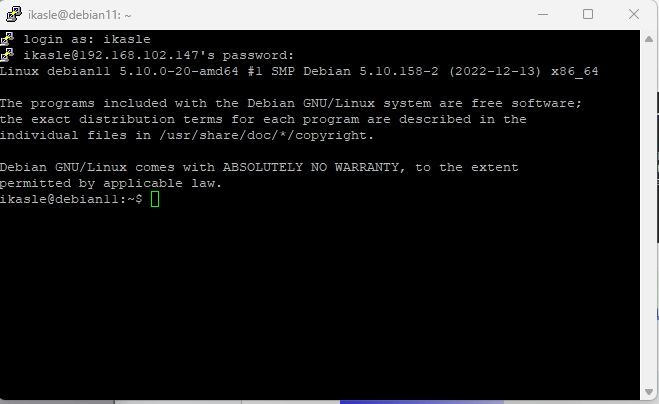 ikasle@debian11: ~
login as: ikasle
ikasle@192.168.102.147's password:
Linux debian11 5.10.0-20-amd64 #1 SMP Debian 5.10.158-2 (2022-12-13) x86_64
The programs included with the Debian GNU/Linux system are free software;
the exact distribution terms for each program are described in the
individual files in /usr/share/doc/*/copyright.
Debian GNU/Linux comes with ABSOLUTELY NO WARRANTY, to the extent
permitted by applicable law.
ikasle@debian11:~$